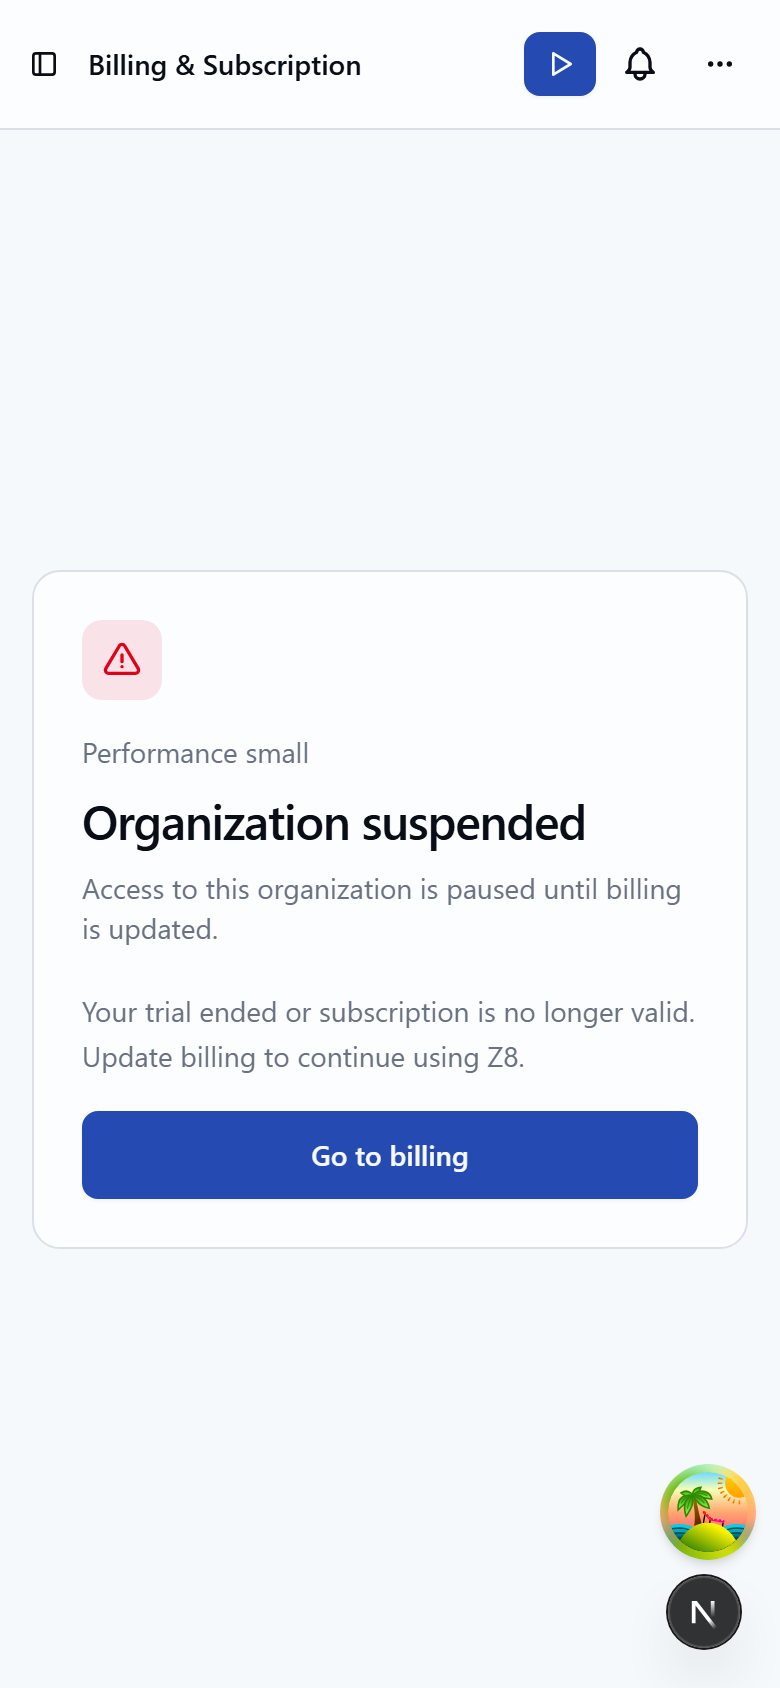 Billing & Subscription
Performance small
Organization suspended
Access to this organization is paused until billing
is updated.
Your trial ended or subscription is no longer valid.
Update billing to continue using Z8.
Go to billing
N